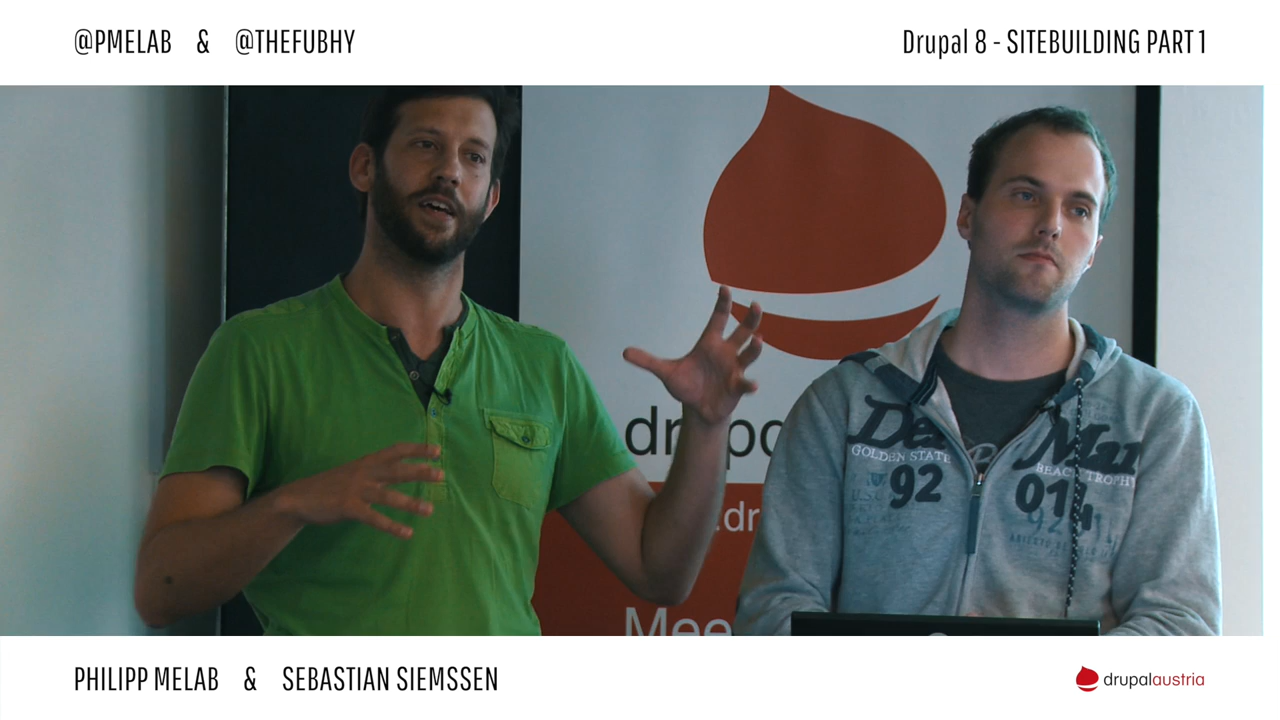 @PMELAB & @THEFUBHY
Drupal 8 - SITEBUILDING PART 1
GOLDEN STATE
92
BEACH TROPHY
01
PHILIPP MELAB & SEBASTIAN SIEMSSEN
drupalaustria